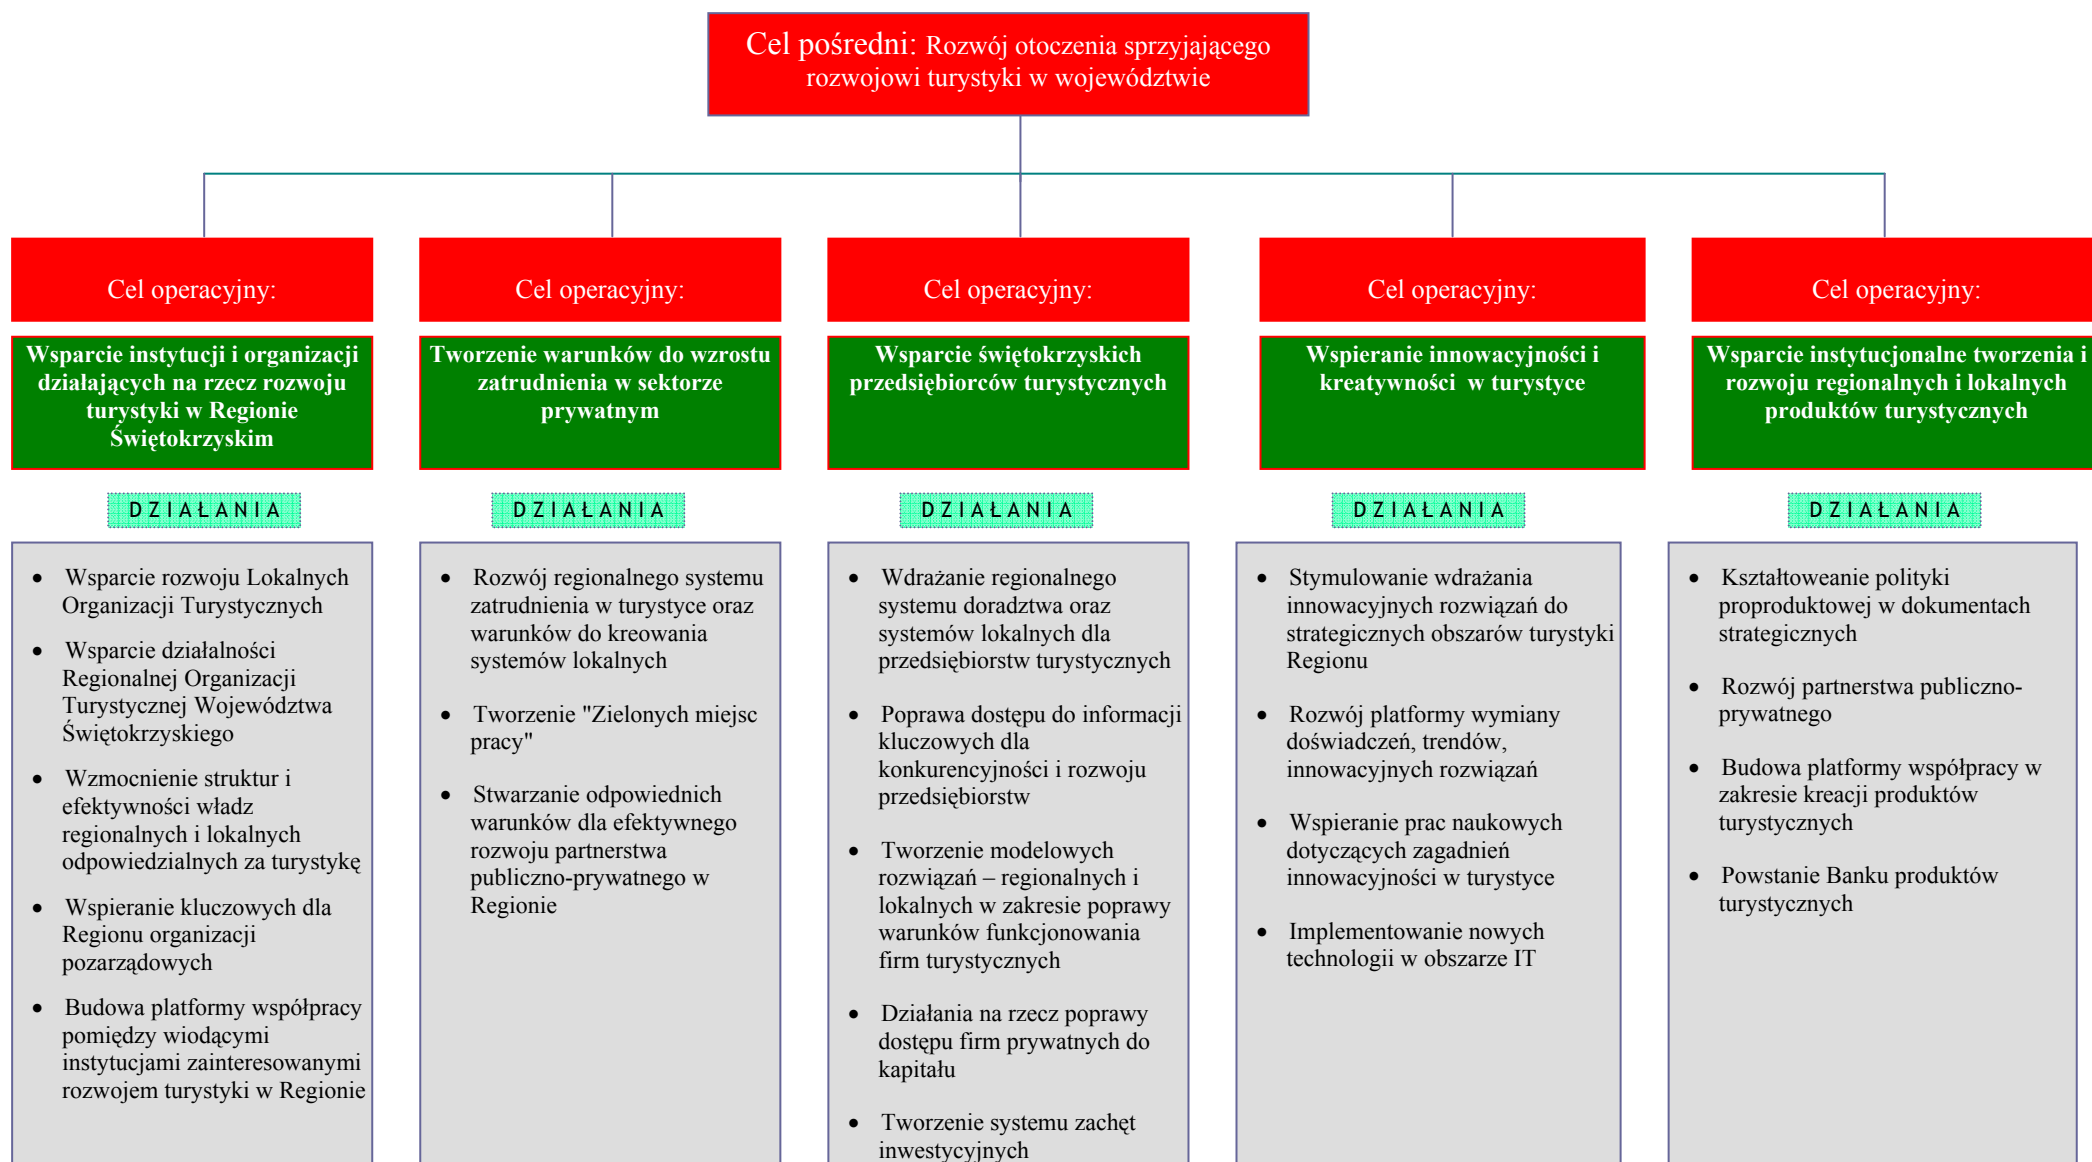 Cel pośredni: Rozwój otoczenia sprzyjającego
rozwojowi turystyki w województwie
Cel operacyjny:
Wsparcie instytucji i organizacji
działających na rzecz rozwoju
turystyki w Regionie
Świętokrzyskim
DZIAŁANIA
• Wsparcie rozwoju Lokalnych
Organizacji Turystycznych
• Wsparcie działalności
Regionalnej Organizacji
Turystycznej Województwa
Świętokrzyskiego
• Wzmocnienie struktur i
efektywności władz
regionalnych i lokalnych
odpowiedzialnych za turystykę
• Wspieranie kluczowych dla
Regionu organizacji
pozarządowych
• Budowa platformy współpracy
pomiędzy wiodącymi
instytucjami zainteresowanymi
rozwojem turystyki w Regionie
Cel operacyjny:
Tworzenie warunków do wzrostu
zatrudnienia w sektorze
prywatnym
DZIAŁANIA
• Rozwój regionalnego systemu
zatrudnienia w turystyce oraz
warunków do kreowania
systemów lokalnych
• Tworzenie "Zielonych miejsc
pracy"
• Stwarzanie odpowiednich
warunków dla efektywnego
rozwoju partnerstwa
publiczno-prywatnego w
Regionie
Cel operacyjny:
Wsparcie świętokrzyskich
przedsiębiorców turystycznych
DZIAŁANIA
• Wdrażanie regionalnego
systemu doradztwa oraz
systemów lokalnych dla
przedsiębiorstw turystycznych
• Poprawa dostępu do informacji
kluczowych dla
konkurencyjności i rozwoju
przedsiębiorstw
• Tworzenie modelowych
rozwiązań – regionalnych i
lokalnych w zakresie poprawy
warunków funkcjonowania
firm turystycznych
• Działania na rzecz poprawy
dostępu firm prywatnych do
kapitału
• Tworzenie systemu zachęt
inwestycyjnych
Cel operacyjny:
Wspieranie innowacyjności i
kreatywności w turystyce
DZIAŁANIA
• Stymulowanie wdrażania
innowacyjnych rozwiązań do
strategicznych obszarów turystyki
Regionu
• Rozwój platformy wymiany
doświadczeń, trendów,
innowacyjnych rozwiązań
• Wspieranie prac naukowych
dotyczących zagadnień
innowacyjności w turystyce
• Implementowanie nowych
technologii w obszarze IT
Cel operacyjny:
Wsparcie instytucjonalne tworzenia i
rozwoju regionalnych i lokalnych
produktów turystycznych
DZIAŁANIA
• Kształtoweanie polityki
proproduktowej w dokumentach
strategicznych
• Rozwój partnerstwa publiczno-
prywatnego
• Budowa platformy współpracy w
zakresie kreacji produktów
turystycznych
• Powstanie Banku produktów
turystycznych